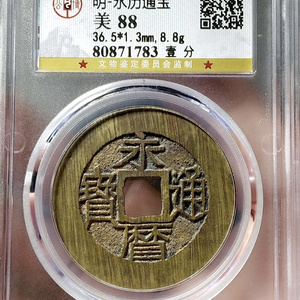 明-永历通宝
美 88
36.5*1.3mm,8.8g
80871783 壹分
★ 文物鉴定委员会监制 ★
永
寶 通
曆